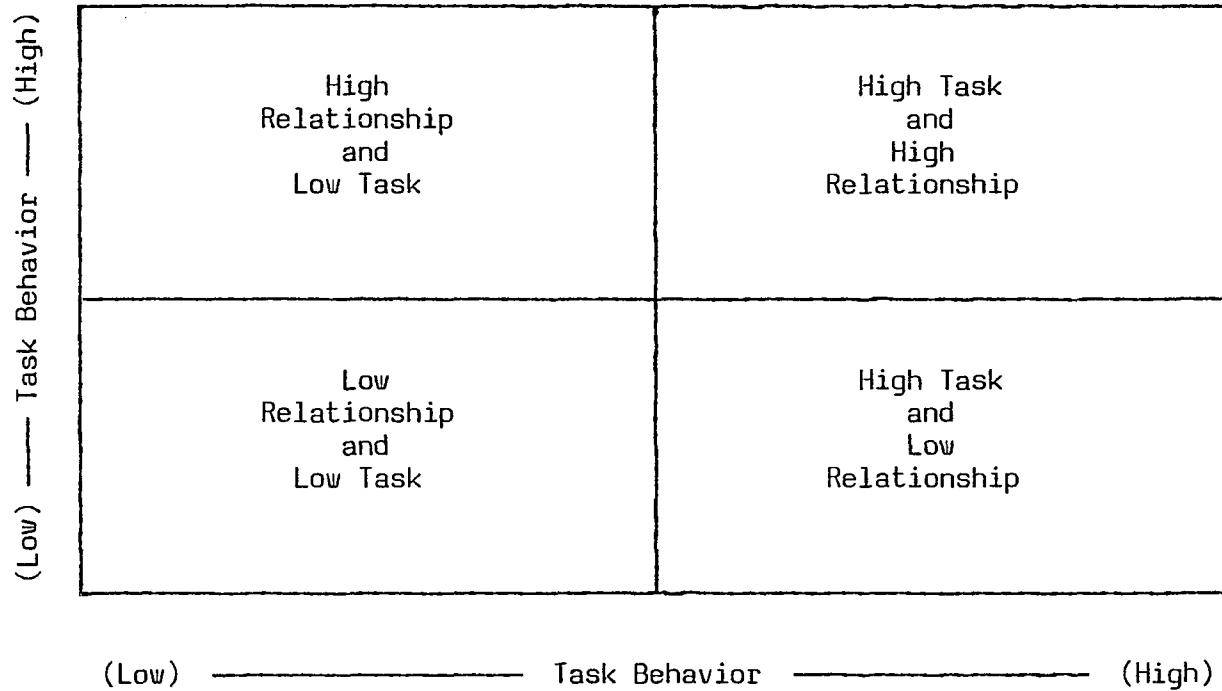 (Low) —— Task Behavior —— (High)
High
Relationship
and
Low Task
High Task
and
High
Relationship
Low
Relationship
and
Low Task
High Task
and
Low
Relationship
(Low) ———— Task Behavior ———— (High)